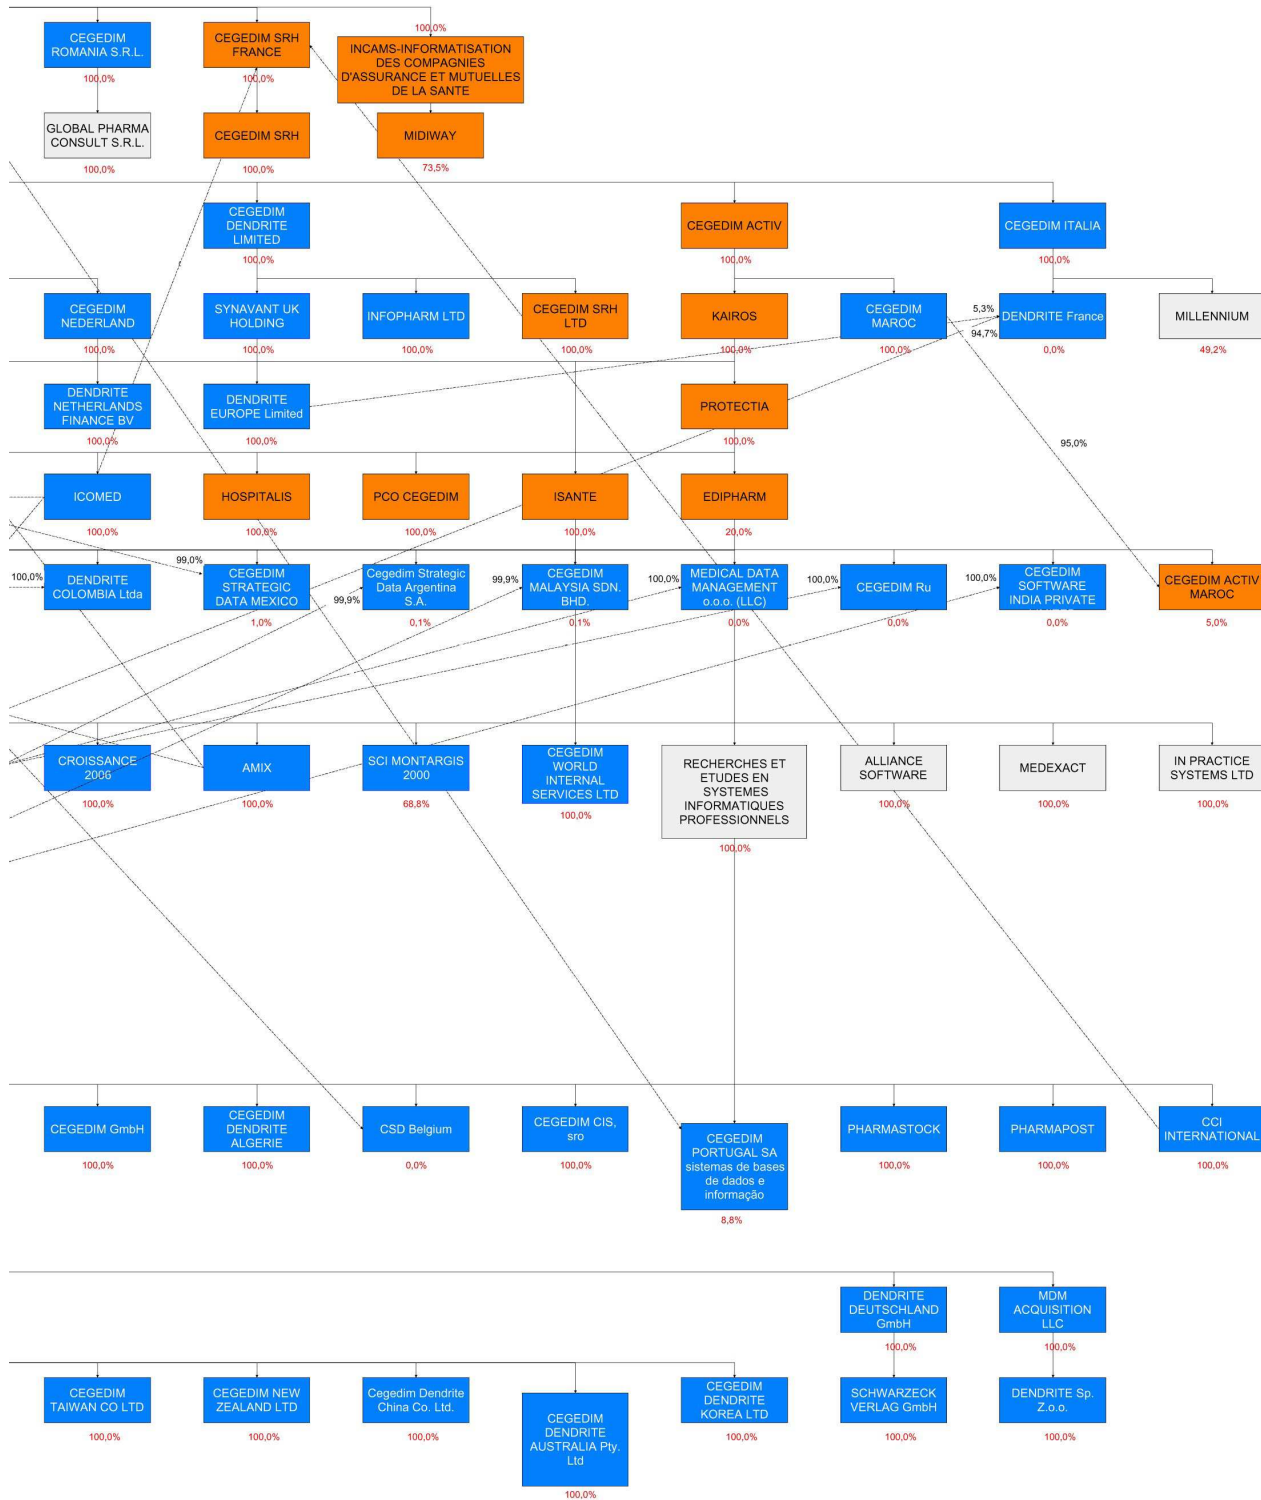 100,0%
CEGEDIM
ROMANIA S.R.L.
CEGEDIM SRH
FRANCE
INCAMS-INFORMATISATION
DES COMPAGNIES
D'ASSURANCE ET MUTUELLES
DE LA SANTE
100,0%
100,0%
GLOBAL PHARMA
CONSULT S.R.L.
CEGEDIM SRH
MIDIWAY
100,0%
100,0%
73,5%
CEGEDIM
DENDRITE
LIMITED
CEGEDIM ACTIV
CEGEDIM ITALIA
100,0%
100,0%
100,0%
CEGEDIM
NEDERLAND
SYNAVANT UK
HOLDING
INFOPHARM LTD
CEGEDIM SRH
LTD
KAIROS
CEGEDIM
MAROC
5,3%
94,7%
DENDRITE France
MILLENNIUM
100,0%
100,0%
100,0%
100,0%
100,0%
100,0%
0,0%
49,2%
DENDRITE
NETHERLANDS
FINANCE BV
DENDRITE
EUROPE Limited
PROTECTIA
100,0%
100,0%
100,0%
95,0%
ICOMED
HOSPITALIS
PCO CEGEDIM
ISANTE
EDIPHARM
100,0%
100,0%
100,0%
100,0%
20,0%
100,0%
DENDRITE
COLOMBIA Ltda
99,0%
CEGEDIM
STRATEGIC
DATA MEXICO
99,9%
Cegedim Strategic
Data Argentina
S.A.
99,9%
CEGEDIM
MALAYSIA SDN.
BHD.
100,0%
MEDICAL DATA
MANAGEMENT
o.o.o. (LLC)
100,0%
CEGEDIM Ru
100,0%
CEGEDIM
SOFTWARE
INDIA PRIVATE
CEGEDIM ACTIV
MAROC
1,0%
0,1%
0,1%
0,0%
0,0%
0,0%
5,0%
CROISSANCE
2006
AMIX
SCI MONTARGIS
2000
CEGEDIM
WORLD
INTERNAL
SERVICES LTD
RECHERCHES ET
ETUDES EN
SYSTEMES
INFORMATIQUES
PROFESSIONNELS
ALLIANCE
SOFTWARE
MEDEXACT
IN PRACTICE
SYSTEMS LTD
100,0%
100,0%
68,8%
100,0%
100,0%
100,0%
100,0%
100,0%
CEGEDIM GmbH
CEGEDIM
DENDRITE
ALGERIE
CSD Belgium
CEGEDIM CIS,
sro
CEGEDIM
PORTUGAL SA
sistemas de bases
de dados e
informação
PHARMASTOCK
PHARMAPOST
CCI
INTERNATIONAL
100,0%
100,0%
0,0%
100,0%
8,8%
100,0%
100,0%
100,0%
DENDRITE
DEUTSCHLAND
GmbH
MDM
ACQUISITION
LLC
100,0%
100,0%
CEGEDIM
TAIWAN CO LTD
CEGEDIM NEW
ZEALAND LTD
Cegedim Dendrite
China Co. Ltd.
CEGEDIM
DENDRITE
AUSTRALIA Pty.
Ltd
CEGEDIM
DENDRITE
KOREA LTD
SCHWARZECK
VERLAG GmbH
DENDRITE Sp.
Z.o.o.
100,0%
100,0%
100,0%
100,0%
100,0%
100,0%
100,0%